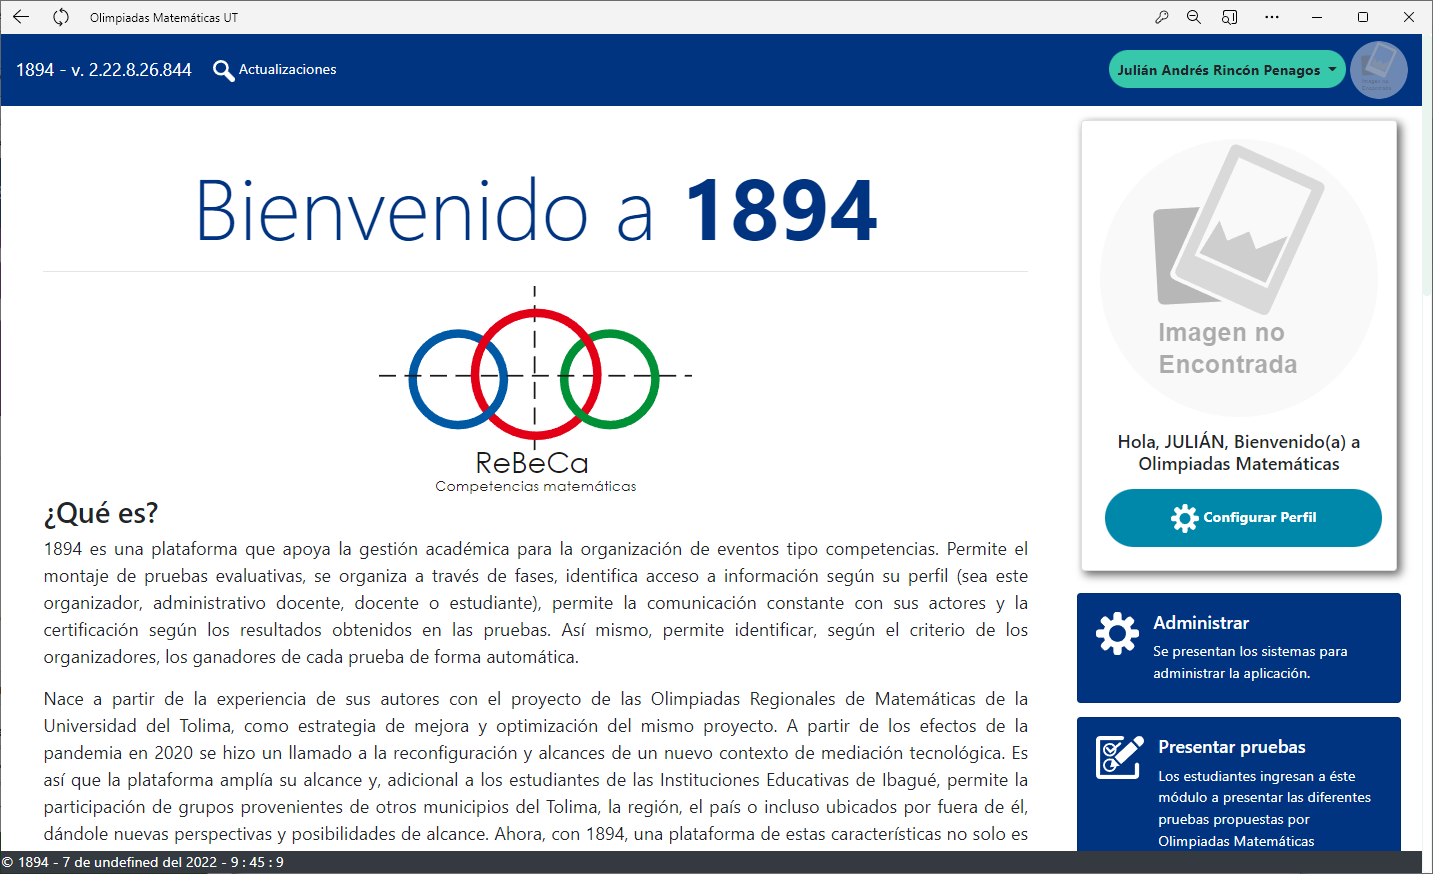 Olimpiadas Matemáticas UT
1894 - v. 2.22.8.26.844
Actualizaciones
Julián Andrés Rincón Penagos
Bienvenido a 1894
ReBeCa
Competencias matemáticas
¿Qué es?
1894 es una plataforma que apoya la gestión académica para la organización de eventos tipo competencias. Permite el
montaje de pruebas evaluativas, se organiza a través de fases, identifica acceso a información según su perfil (sea este
organizador, administrativo docente, docente o estudiante), permite la comunicación constante con sus actores y la
certificación según los resultados obtenidos en las pruebas. Así mismo, permite identificar, según el criterio de los
organizadores, los ganadores de cada prueba de forma automática.
Nace a partir de la experiencia de sus autores con el proyecto de las Olimpiadas Regionales de Matemáticas de la
Universidad del Tolima, como estrategia de mejora y optimización del mismo proyecto. A partir de los efectos de la
pandemia en 2020 se hizo un llamado a la reconfiguración y alcances de un nuevo contexto de mediación tecnológica. Es
así que la plataforma amplía su alcance y, adicional a los estudiantes de las Instituciones Educativas de Ibagué, permite la
participación de grupos provenientes de otros municipios del Tolima, la región, el país o incluso ubicados por fuera de él,
dándole nuevas perspectivas y posibilidades de alcance. Ahora, con 1894, una plataforma de estas características no solo es
Imagen no
Encontrada
Hola, JULIÁN, Bienvenido(a) a
Olimpiadas Matemáticas
Configurar Perfil
Administrar
Se presentan los sistemas para
administrar la aplicación.
Presentar pruebas
Los estudiantes ingresan a éste
módulo a presentar las diferentes
pruebas propuestas por
Olimpiadas Matemáticas
© 1894 - 7 de undefined del 2022 - 9 : 45 : 9